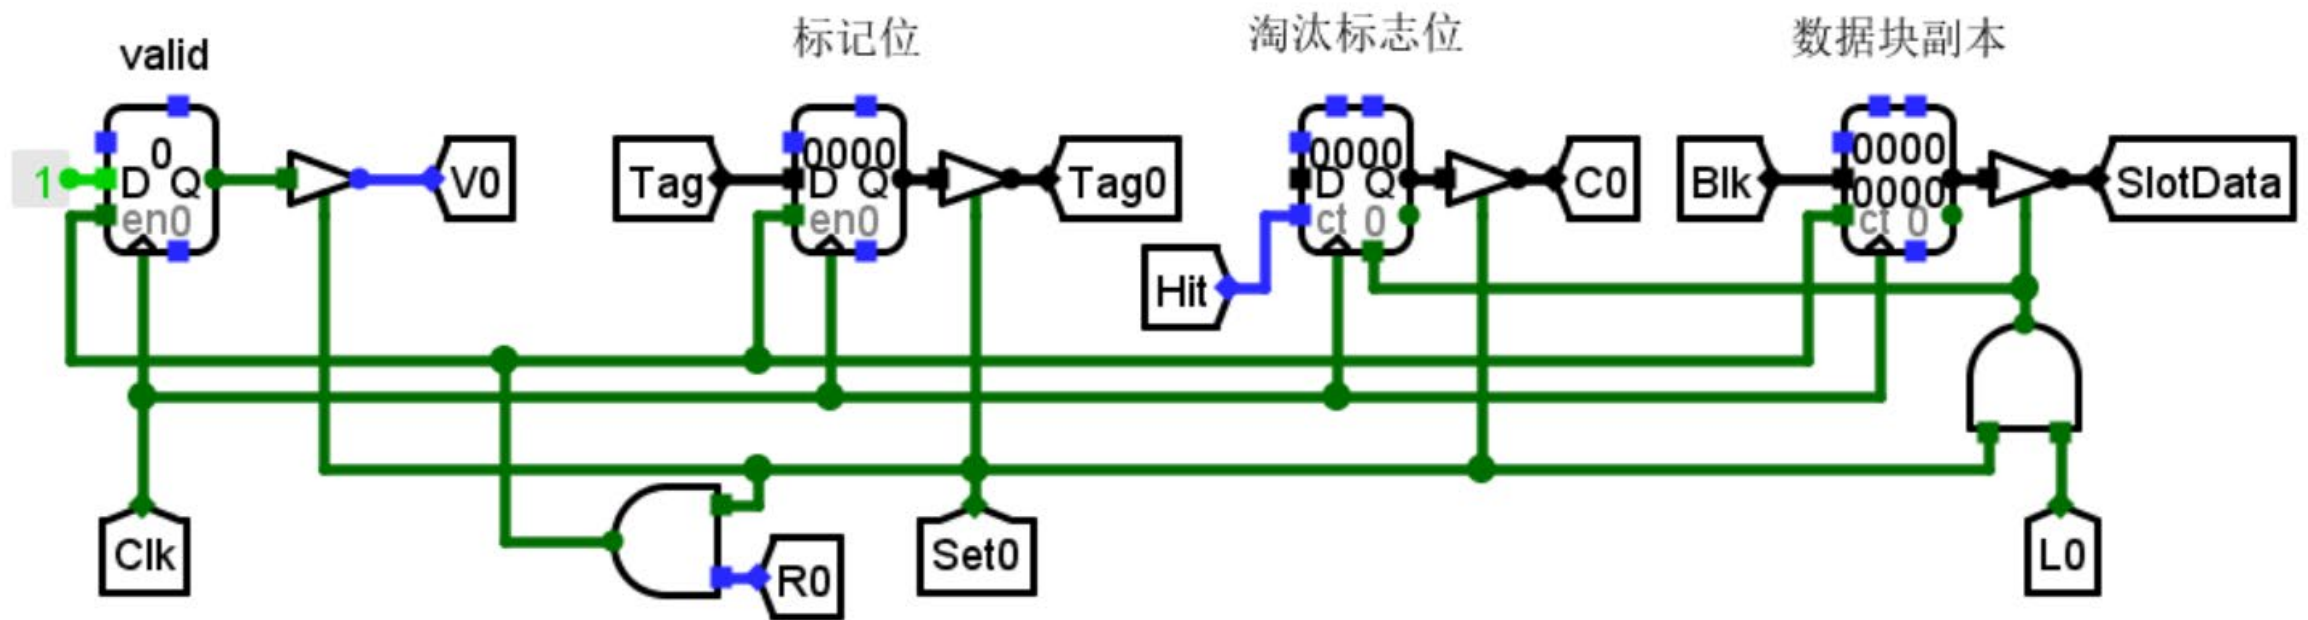 valid
标记位
淘汰标志位
数据块副本
1
0
D Q
en0
V0
Tag
0000
D Q
en0
Tag0
0000
D Q
ct 0
C0
Blk
0000
0000
ct 0
SlotData
Hit
Clk
R0
Set0
L0